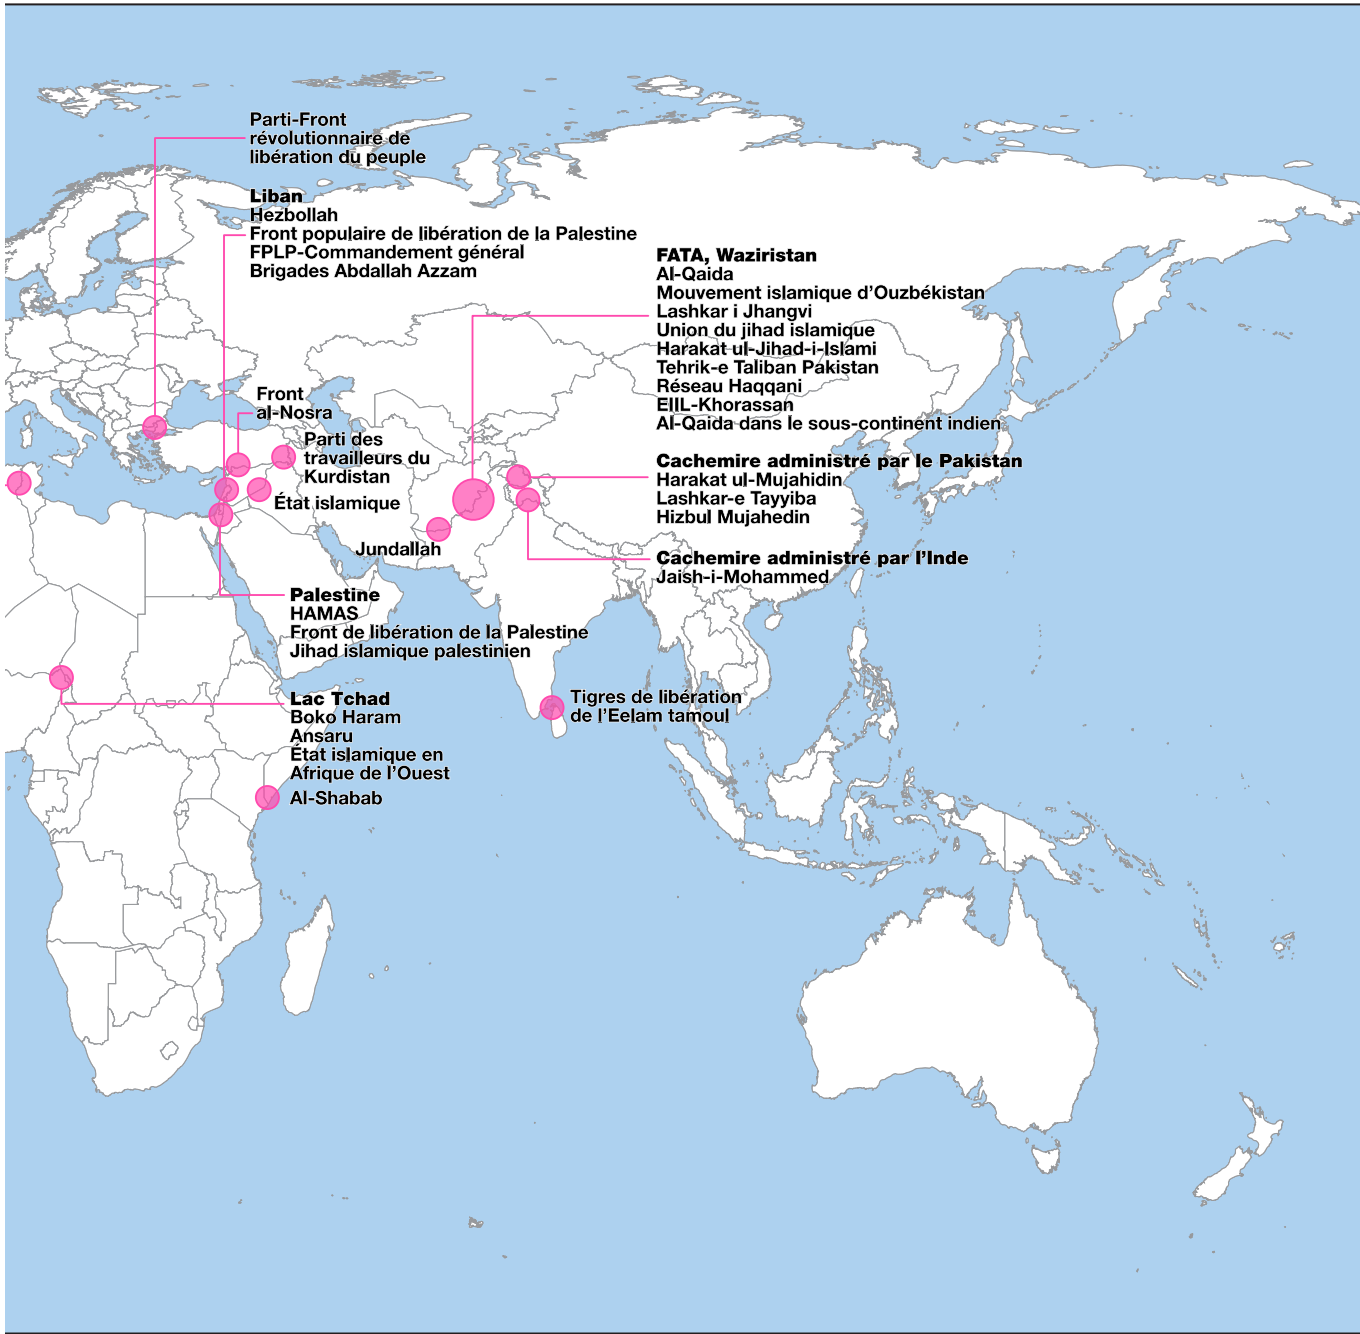 Parti-Front
révolutionnaire de
libération du peuple
Liban
Hezbollah
Front populaire de libération de la Palestine
FPLP-Commandement général
Brigades Abdallah Azzam
FATA, Waziristan
Al-Qaida
Mouvement islamique d’Ouzbékistan
Lashkar i Jhangvi
Union du jihad islamique
Harakat ul-Jihad-i-Islami
Tehrik-e Taliban Pakistan
Réseau Haqqani
EIIL-Khorassan
Al-Qaida dans le sous-continent indien
Front
al-Nosra
Parti des
travailleurs du
Kurdistan
État islamique
Jundallah
Cachemire administré par le Pakistan
Harakat ul-Mujahidin
Lashkar-e Tayyiba
Hizbul Mujahedin
Cachemire administré par l’Inde
Jaish-i-Mohammed
Palestine
HAMAS
Front de libération de la Palestine
Jihad islamique palestinien
Lac Tchad
Boko Haram
Ansaru
État islamique en
Afrique de l’Ouest
Al-Shabab
Tigres de libération
de l’Eelam tamoul